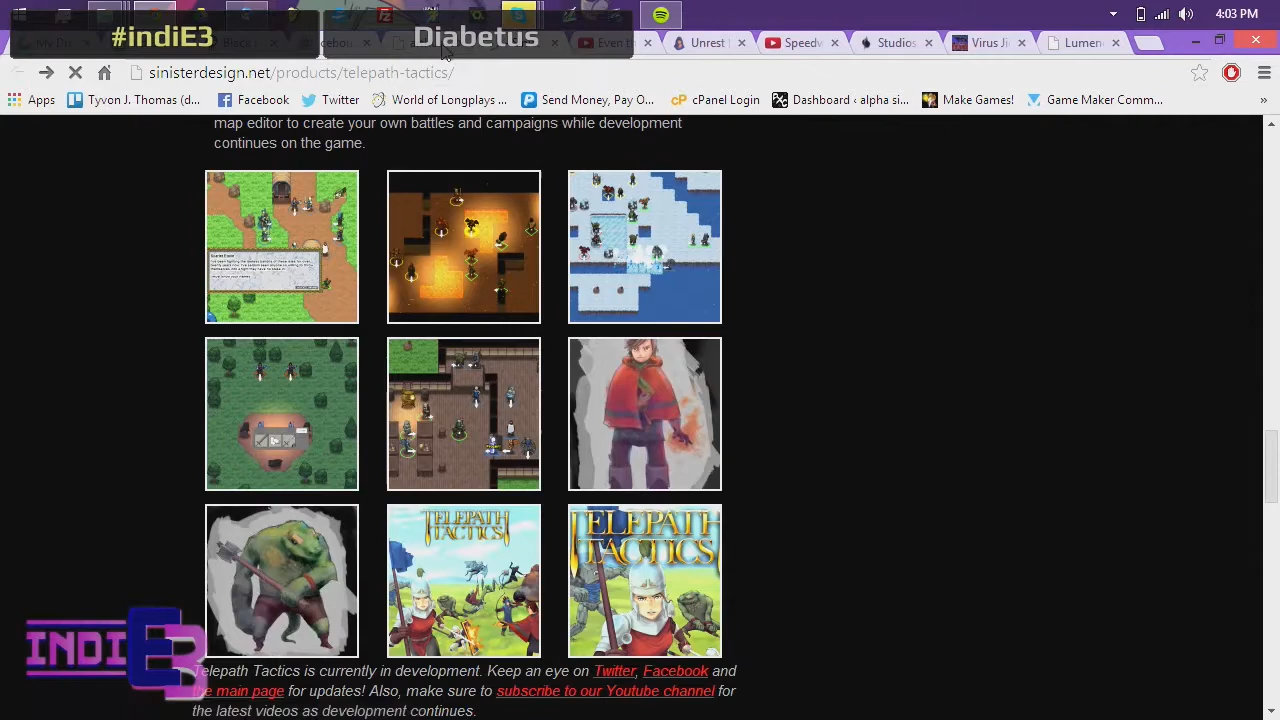 4:03 PM
#indiE3
Diabetus
Even t
Unrest
Speedv
Studios
Virus Ji
Lumen
sinisterdesign.net/products/telepath-tactics/
Apps
Tyvon J. Thomas (d...
Facebook
Twitter
World of Longplay...
Send Money, Pay O...
cPanel Login
Dashboard ‹ alpha si...
Make Games!
Game Maker Comm...
»
map editor to create your own battles and campaigns while development
continues on the game.
TELEPATH
TACTICS
TELEPATH
TACTICS
INDIE3
Telepath Tactics is currently in development. Keep an eye on Twitter, Facebook and
the main page for updates! Also, make sure to subscribe to our Youtube channel for
the latest videos as development continues.